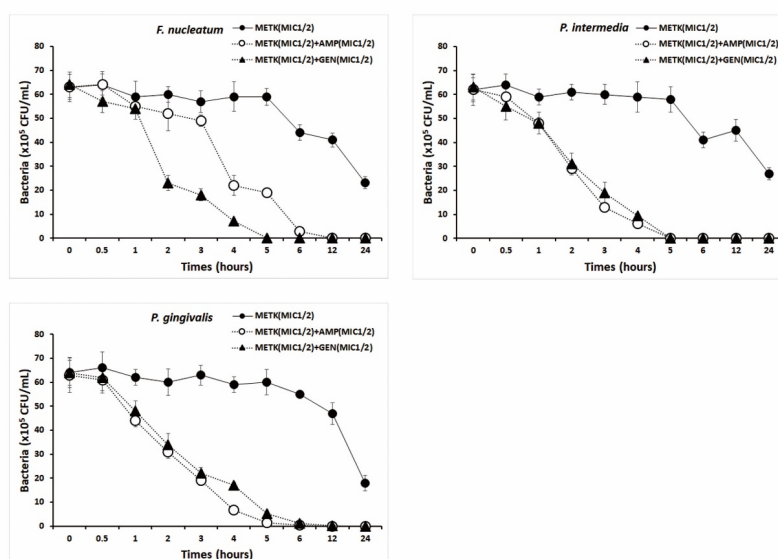 F. nucleatum
METK(MIC1/2)
METK(MIC1/2)+AMP(MIC1/2)
METK(MIC1/2)+GEN(MIC1/2)
Bacteria (x10⁵ CFU/mL)
80
70
60
50
40
30
20
10
0
0 0.5 1 2 3 4 5 6 12 24
Times (hours)
P. intermedia
METK(MIC1/2)
METK(MIC1/2)+AMP(MIC1/2)
METK(MIC1/2)+GEN(MIC1/2)
Bacteria (x10⁵ CFU/mL)
80
70
60
50
40
30
20
10
0
0 0.5 1 2 3 4 5 6 12 24
Times (hours)
P. gingivalis
METK(MIC1/2)
METK(MIC1/2)+AMP(MIC1/2)
METK(MIC1/2)+GEN(MIC1/2)
Bacteria (x10⁵ CFU/mL)
80
70
60
50
40
30
20
10
0
0 0.5 1 2 3 4 5 6 12 24
Times (hours)